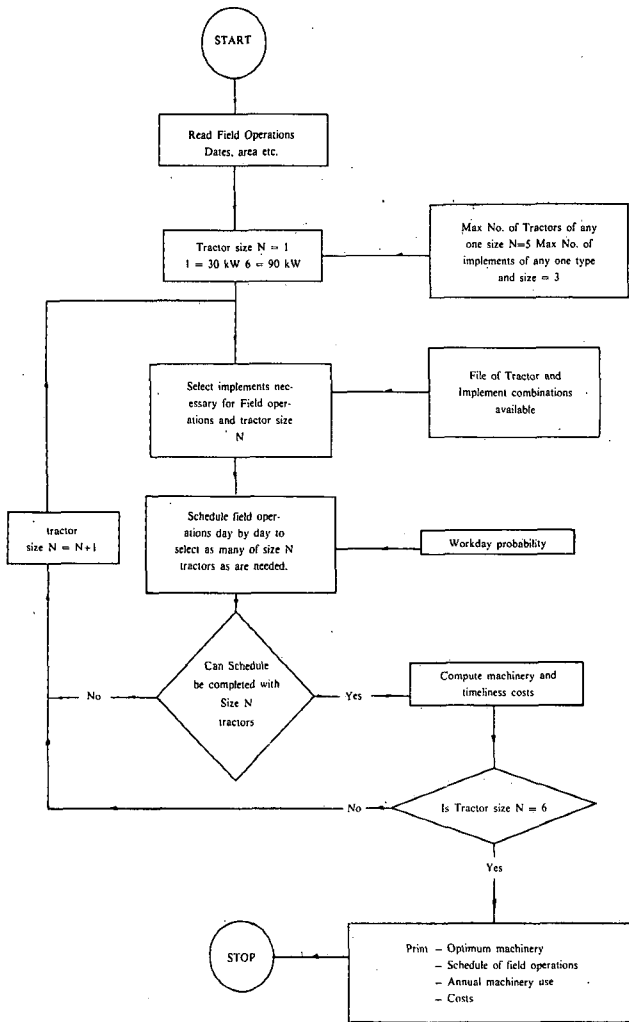 START
Read Field Operations
Dates, area etc.
Tractor size N = 1
1 = 30 kW 6 = 90 kW
Max No. of Tractors of any
one size N=5 Max No. of
implements of any one type
and size = 3
Select implements nec-
essary for Field oper-
ations and tractor size
N
File of Tractor and
Implement combinations
available
Schedule field oper-
ations day by day to
select as many of size N
tractors as are needed.
tractor
size N = N+1
Workday probability
Can Schedule
be completed with
Size N
tractors
No
Yes
Compute machinery and
timeliness costs
Is Tractor size N = 6
No
Yes
STOP
Print – Optimum machinery
– Schedule of field operations
– Annual machinery use
– Costs